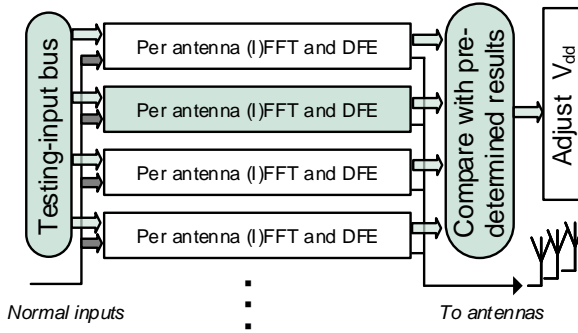 Testing-input bus
Per antenna (I)FFT and DFE
Per antenna (I)FFT and DFE
Per antenna (I)FFT and DFE
Per antenna (I)FFT and DFE
Compare with pre-
determined results
Adjust Vdd
Normal inputs
To antennas